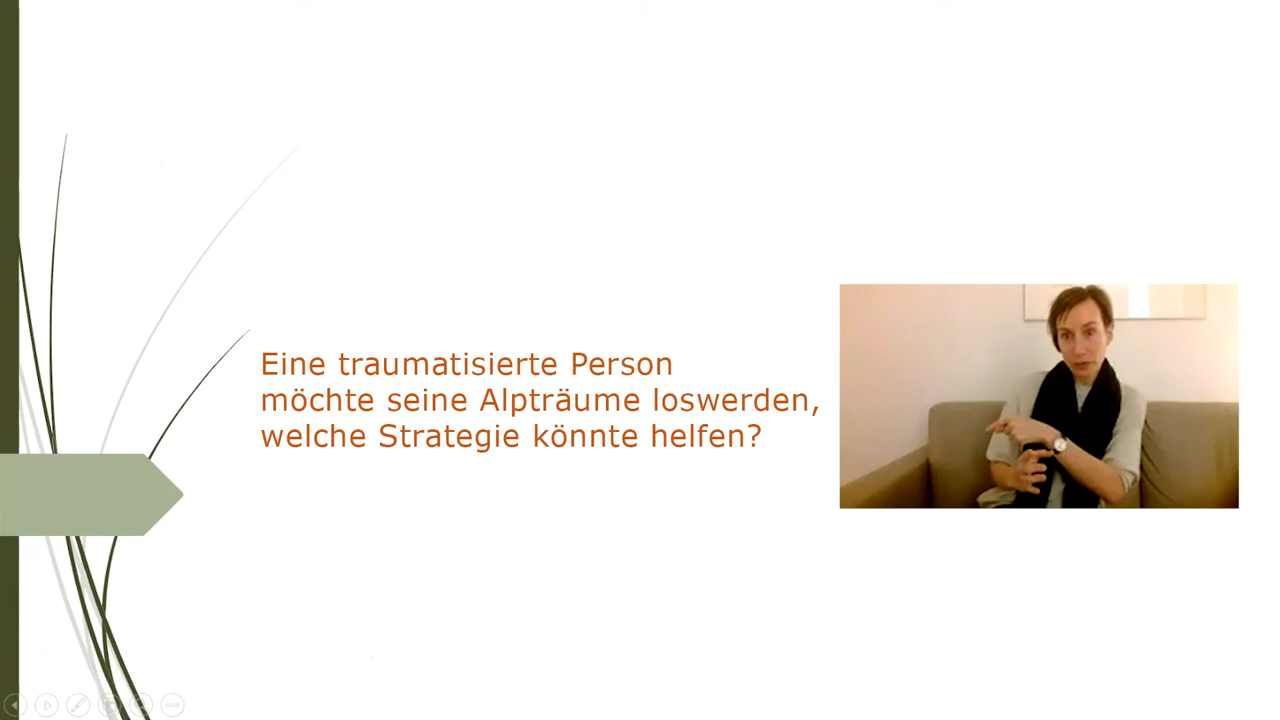 Eine traumatisierte Person
möchte seine Alpträume loswerden,
welche Strategie könnte helfen?